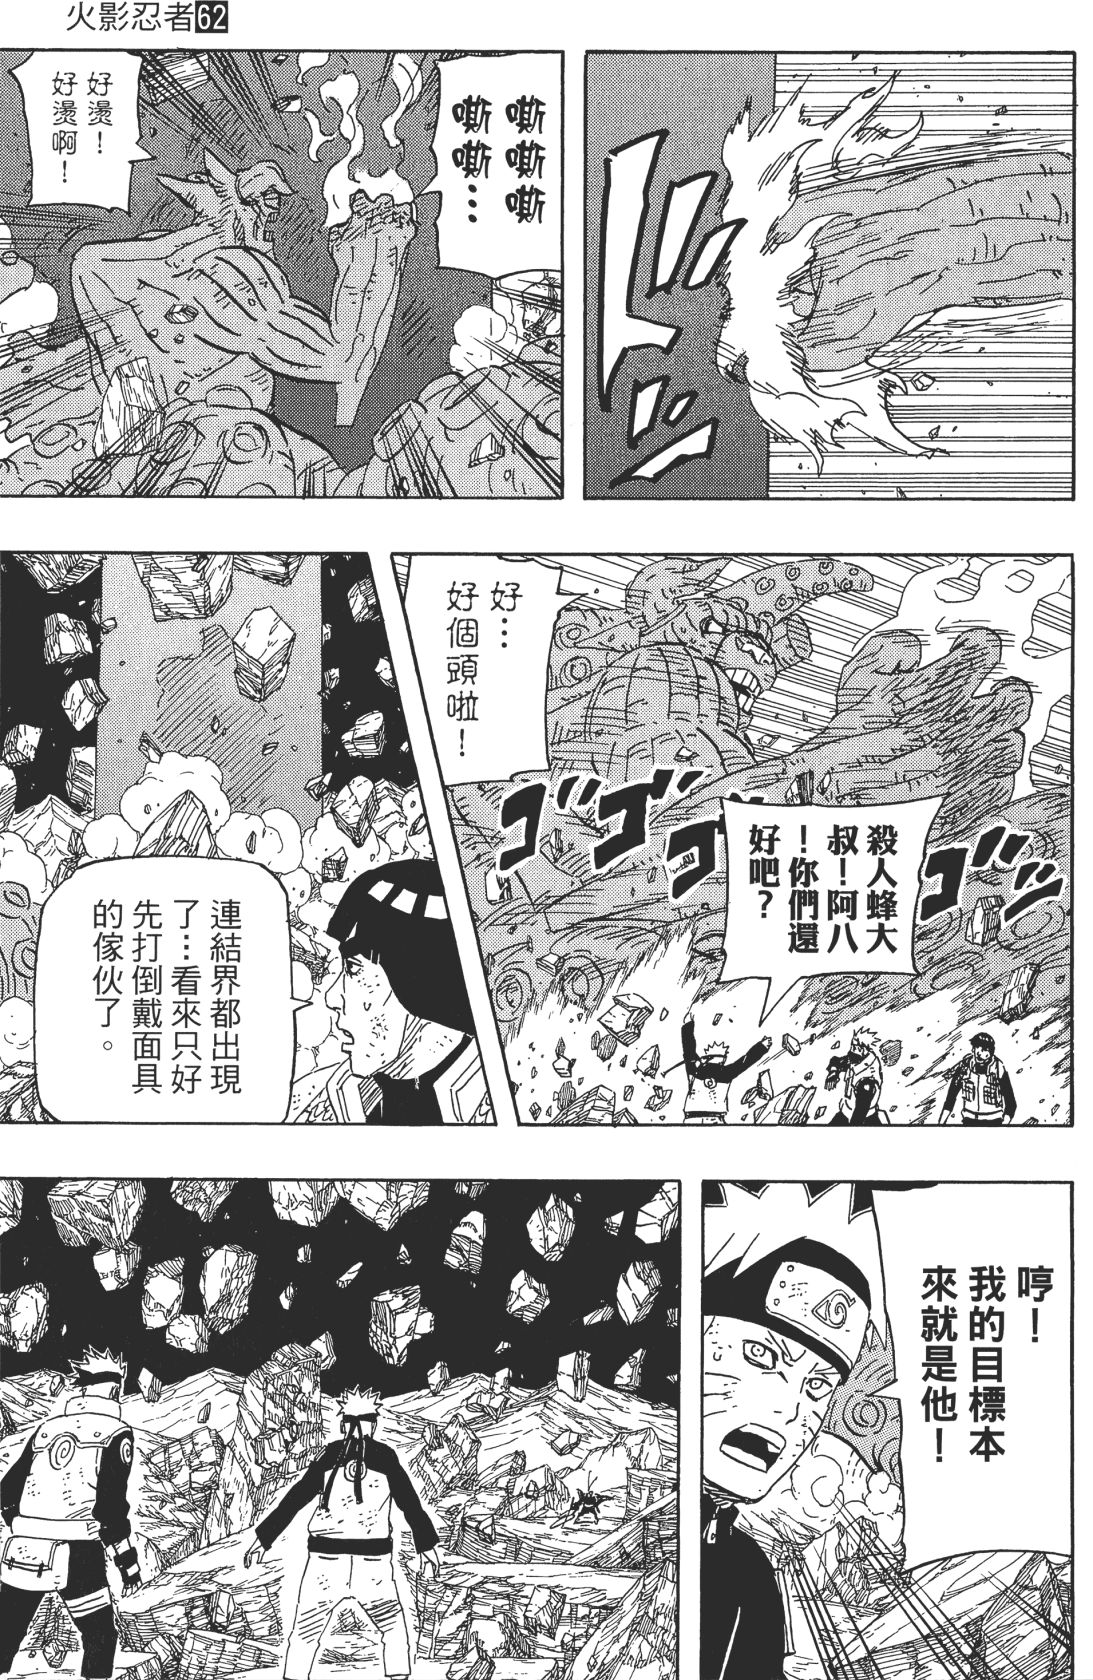 火影忍者62
ドドッ
嘶嘶嘶
嘶嘶…
好燙！
好燙啊！
殺人蜂大
叔！阿八
！你們還
好吧？
好…
好個頭啦！
ゴゴゴゴッ
連結界都出現
了…看來只好
先打倒戴面具
的傢伙了。
哼！
我的目標本
來就是他！